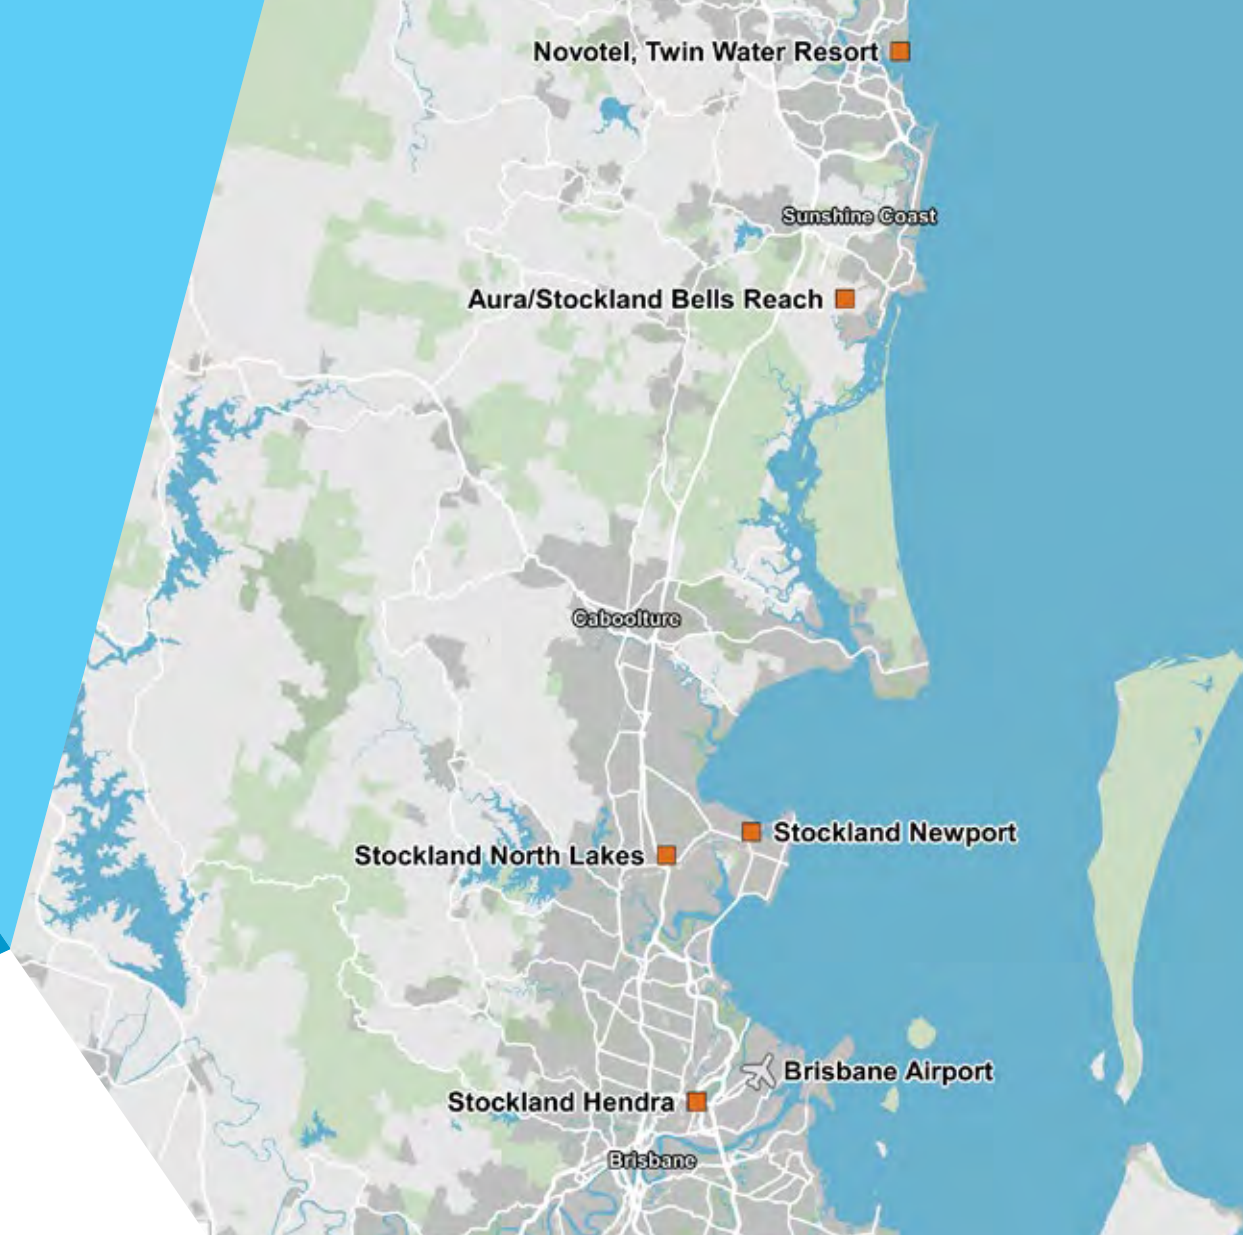 Novotel, Twin Water Resort
Sunshine Coast
Aura/Stockland Bells Reach
Caboolture
Stockland Newport
Stockland North Lakes
Brisbane Airport
Stockland Hendra
Brisbane